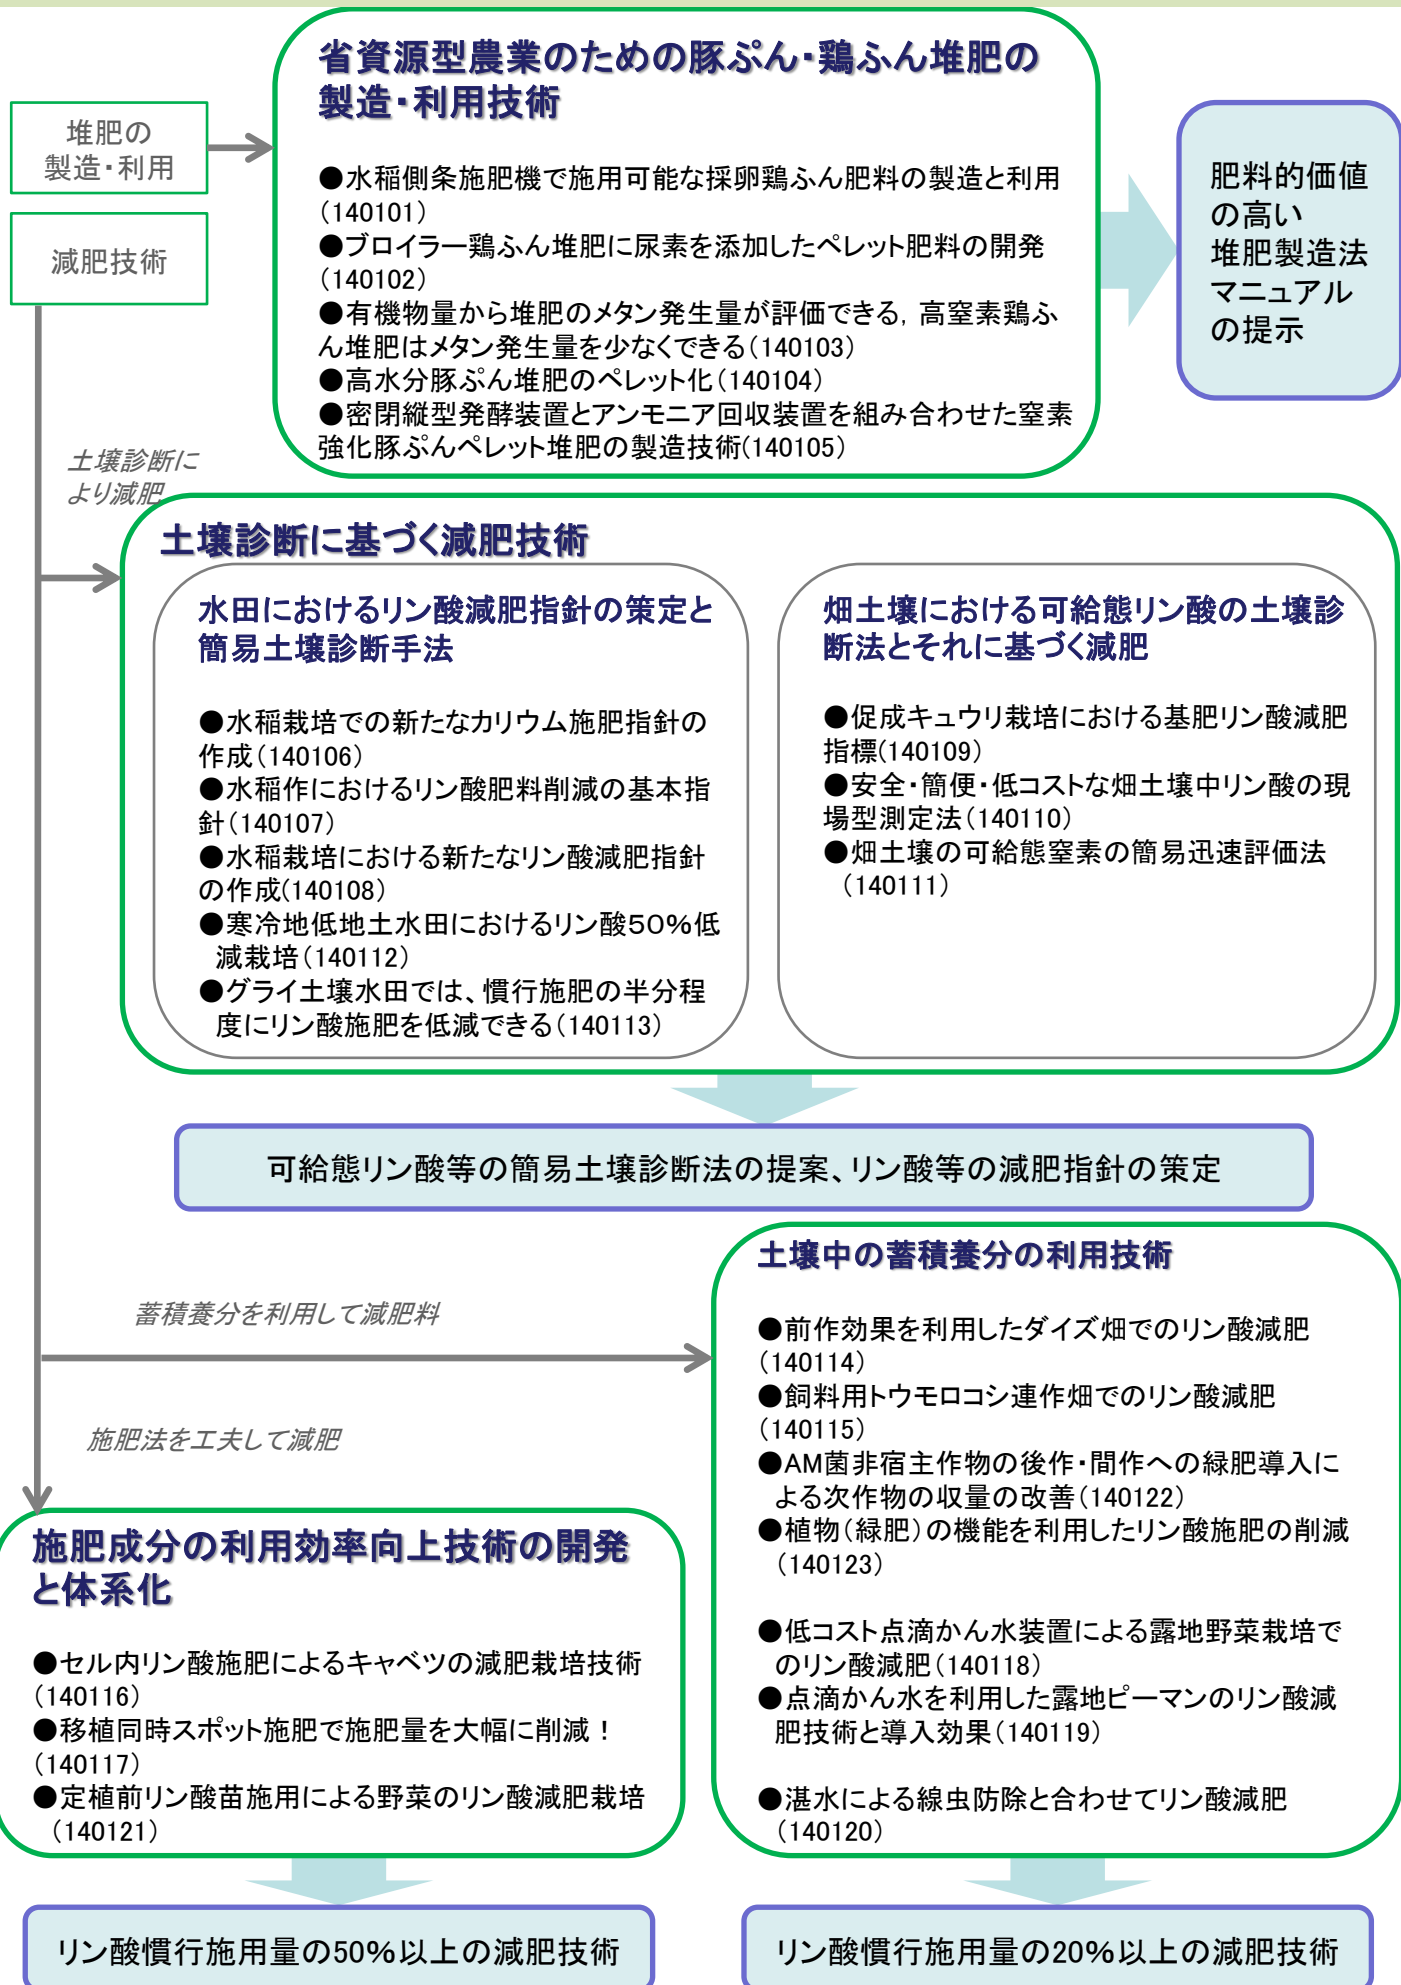 省資源型農業のための豚ぷん・鶏ふん堆肥の
製造・利用技術
堆肥の
製造・利用
減肥技術
●水稲側条施肥機で施用可能な採卵鶏ふん肥料の製造と利用
（140101）
●ブロイラー鶏ふん堆肥に尿素を添加したペレット肥料の開発
（140102）
●有機物量から堆肥のメタン発生量が評価できる，高窒素鶏ふ
ん堆肥はメタン発生量を少なくできる（140103）
●高水分豚ぷん堆肥のペレット化（140104）
●密閉縦型発酵装置とアンモニア回収装置を組み合わせた窒素
強化豚ぷんペレット堆肥の製造技術(140105）
肥料的価値
の高い
堆肥製造法
マニュアル
の提示
土壌診断に
より減肥
土壌診断に基づく減肥技術
水田におけるリン酸減肥指針の策定と
簡易土壌診断手法
●水稲栽培での新たなカリウム施肥指針の
作成（140106）
●水稲作におけるリン酸肥料削減の基本指
針（140107）
●水稲栽培における新たなリン酸減肥指針
の作成(140108）
●寒冷地低地土水田におけるリン酸５０％低
減栽培（140112）
●グライ土壌水田では、慣行施肥の半分程
度にリン酸施肥を低減できる（140113）
畑土壌における可給態リン酸の土壌診
断法とそれに基づく減肥
●促成キュウリ栽培における基肥リン酸減肥
指標(140109）
●安全・簡便・低コストな畑土壌中リン酸の現
場型測定法（140110）
●畑土壌の可給態窒素の簡易迅速評価法
（140111）
可給態リン酸等の簡易土壌診断法の提案、リン酸等の減肥指針の策定
蓄積養分を利用して減肥料
施肥法を工夫して減肥
土壌中の蓄積養分の利用技術
●前作効果を利用したダイズ畑でのリン酸減肥
（140114）
●飼料用トウモロコシ連作畑でのリン酸減肥
（140115）
●AM菌非宿主作物の後作・間作への緑肥導入に
よる次作物の収量の改善（140122）
●植物（緑肥）の機能を利用したリン酸施肥の削減
（140123）
●低コスト点滴かん水装置による露地野菜栽培で
のリン酸減肥（140118）
●点滴かん水を利用した露地ピーマンのリン酸減
肥技術と導入効果（140119）
●湛水による線虫防除と合わせてリン酸減肥
（140120）
施肥成分の利用効率向上技術の開発
と体系化
●セル内リン酸施肥によるキャベツの減肥栽培技術
（140116）
●移植同時スポット施肥で施肥量を大幅に削減！
（140117）
●定植前リン酸苗施用による野菜のリン酸減肥栽培
（140121）
リン酸慣行施用量の50％以上の減肥技術
リン酸慣行施用量の20％以上の減肥技術